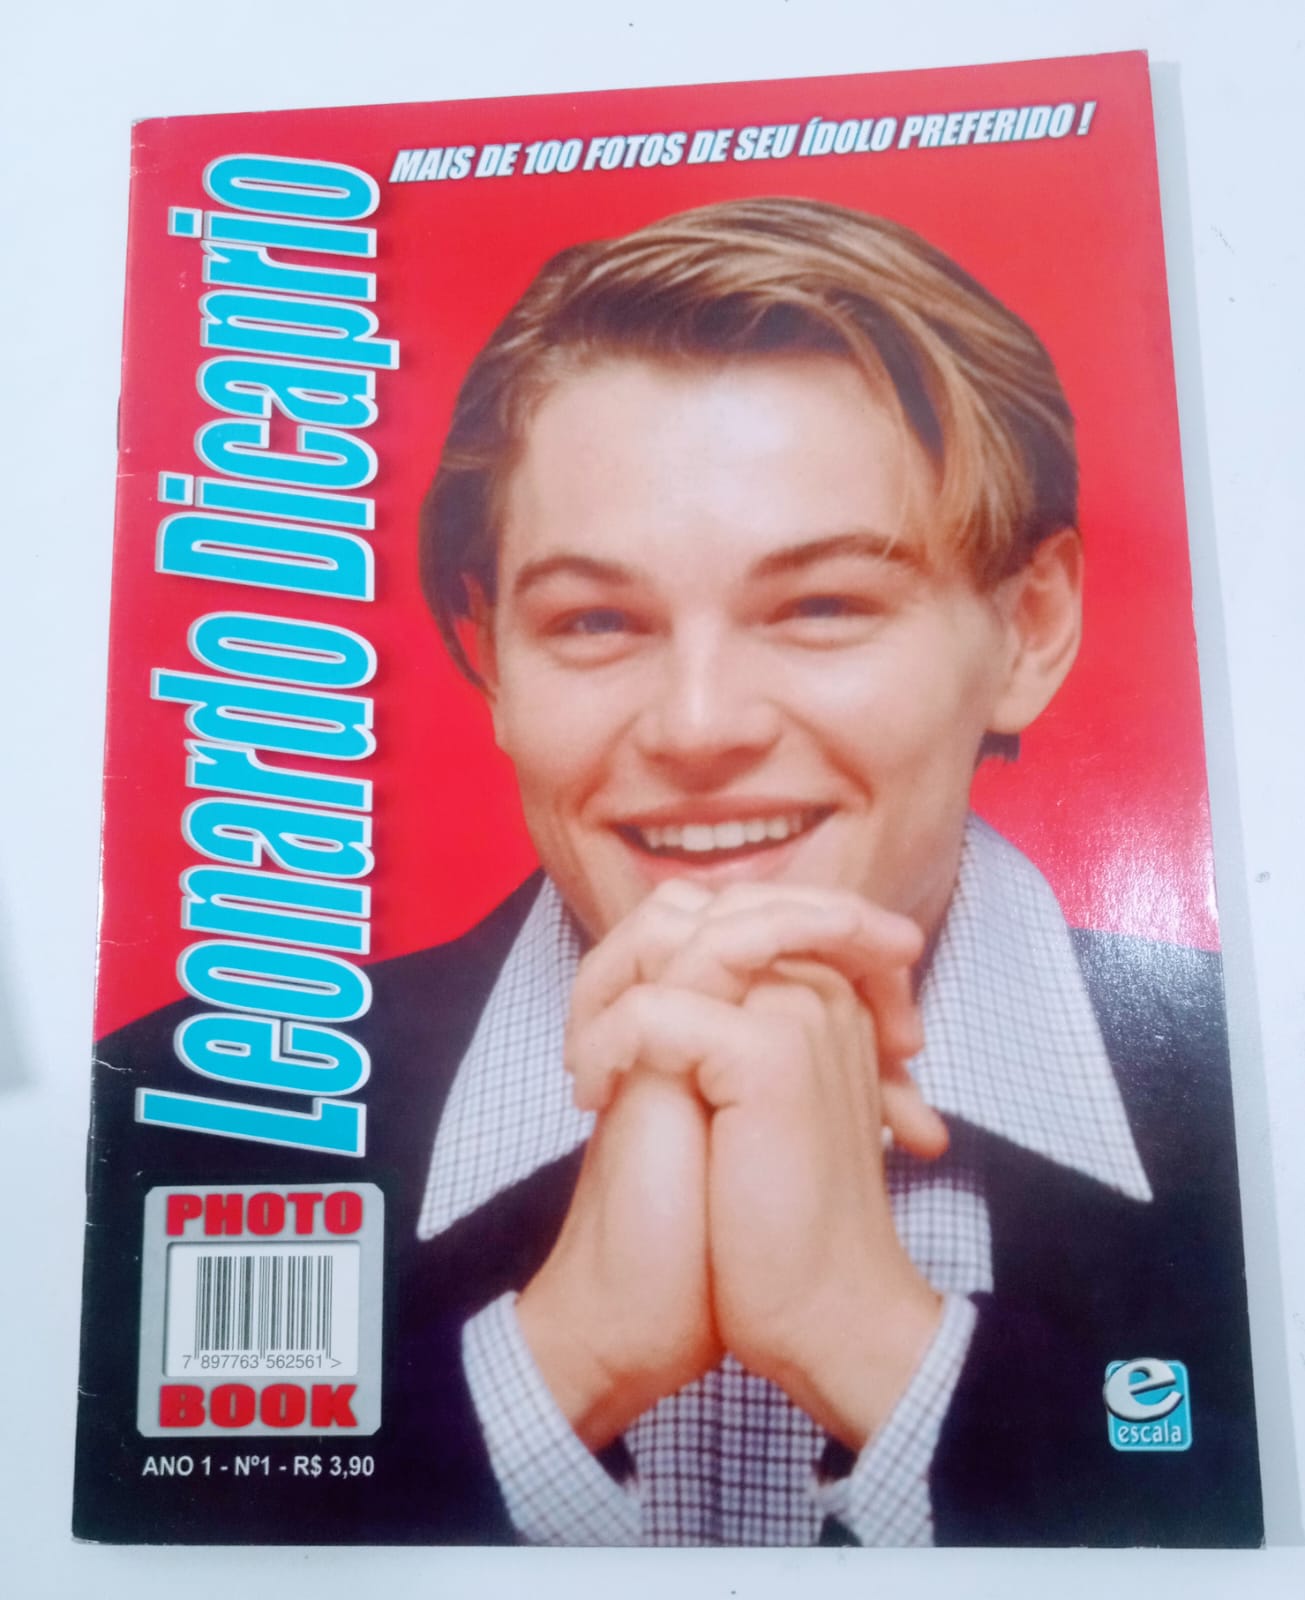 MAIS DE 100 FOTOS DE SEU ÍDOLO PREFERIDO !
Leonardo Dicaprio
PHOTO
7 897763 562561 >
BOOK
ANO 1 - Nº1 - R$ 3,90
e
escala